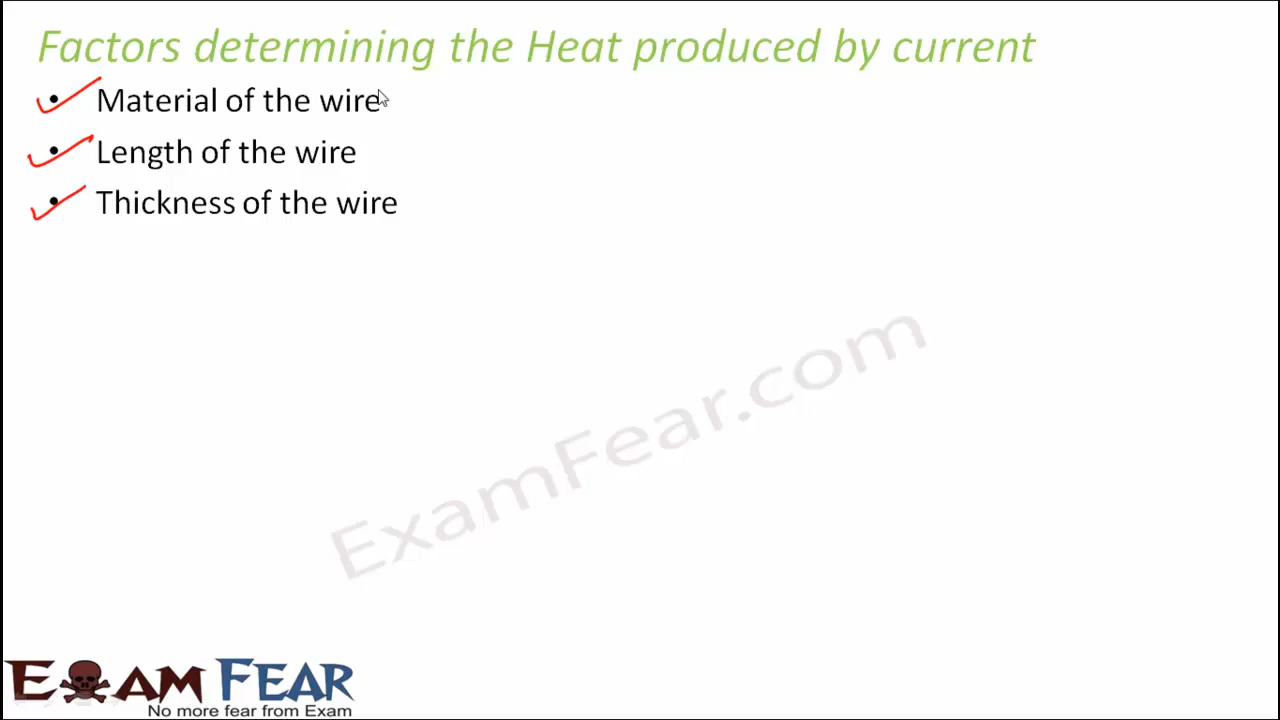 Factors determining the Heat produced by current
• Material of the wire
• Length of the wire
• Thickness of the wire
ExamFear.com
EXAM FEAR
No more fear from Exam